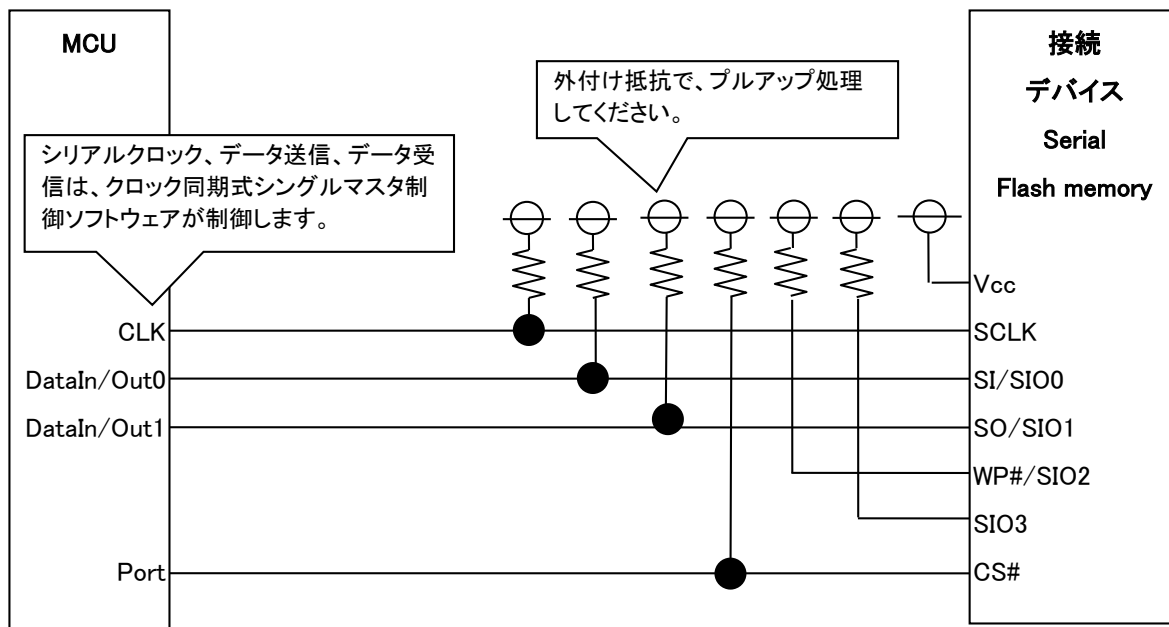 MCU
シリアルクロック、データ送信、データ受
信は、クロック同期式シングルマスタ制
御ソフトウェアが制御します。
外付け抵抗で、プルアップ処理
してください。
接続
デバイス
Serial
Flash memory
Vcc
CLK
SCLK
DataIn/Out0
SI/SIO0
DataIn/Out1
SO/SIO1
WP#/SIO2
SIO3
Port
CS#